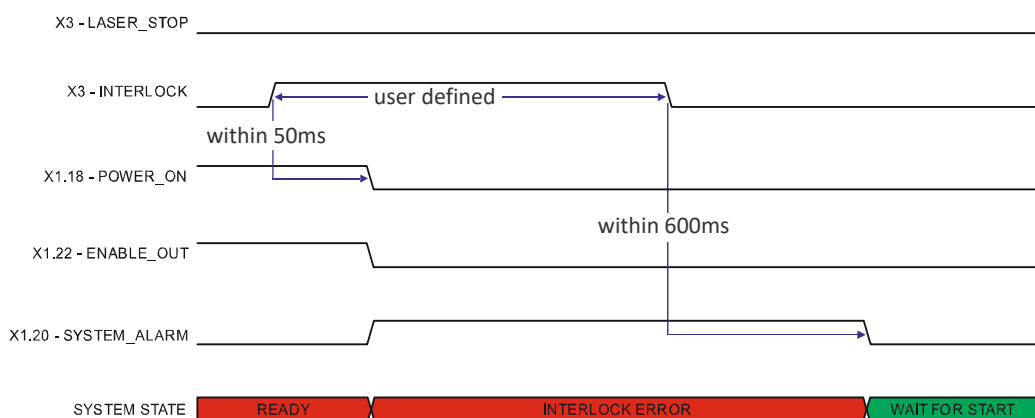 X3 - LASER_STOP
X3 - INTERLOCK
user defined
within 50ms
X1.18 - POWER_ON
within 600ms
X1.22 - ENABLE_OUT
X1.20 - SYSTEM_ALARM
SYSTEM STATE READY INTERLOCK ERROR WAIT FOR START